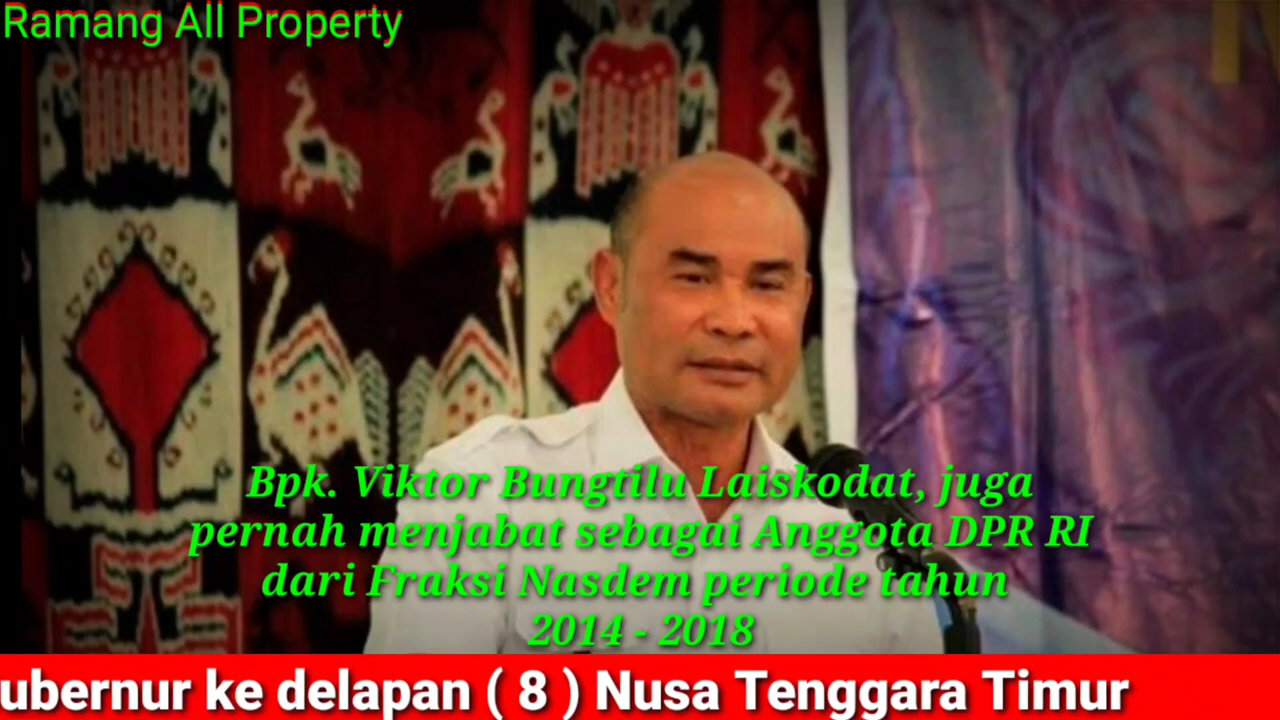 Ramang All Property
Bpk. Viktor Bungtilu Laiskodat, juga
pernah menjabat sebagai Anggota DPR RI
dari Fraksi Nasdem periode tahun
2014 - 2018
ubernur ke delapan ( 8 ) Nusa Tenggara Timur